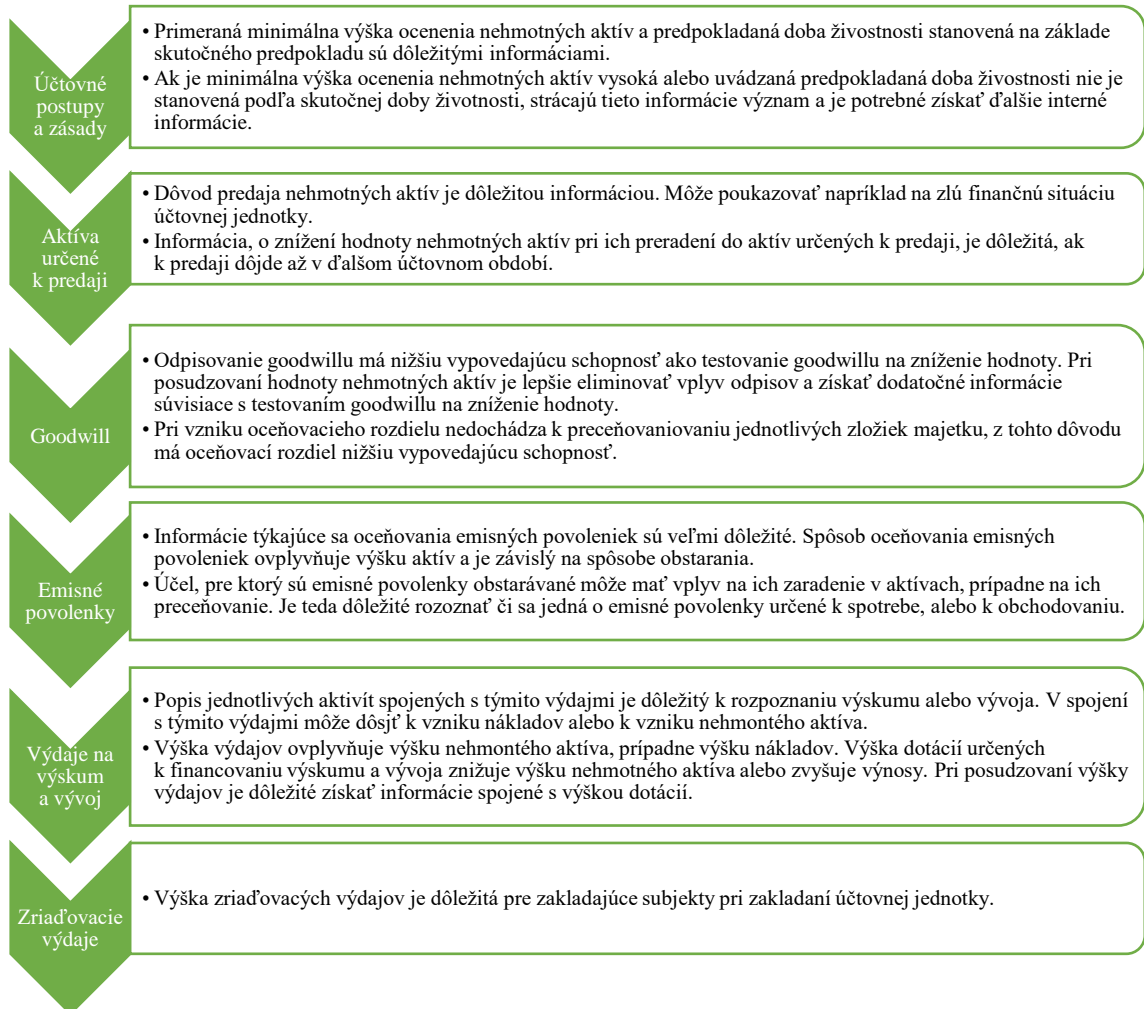 Účtovné
postupy
a zásady
• Primeraná minimálna výška ocenenia nehmotných aktív a predpokladaná doba živostnosti stanovená na základe
skutočného predpokladu sú dôležitými informáciami.
• Ak je minimálna výška ocenenia nehmotných aktív vysoká alebo uvádzaná predpokladaná doba živostnosti nie je
stanovená podľa skutočnej doby životnosti, strácajú tieto informácie význam a je potrebné získať ďalšie interné
informácie.
Aktíva
určené
k predaji
• Dôvod predaja nehmotných aktív je dôležitou informáciou. Môže poukazovať napríklad na zlú finančnú situáciu
účtovnej jednotky.
• Informácia, o znížení hodnoty nehmotných aktív pri ich preradení do aktív určených k predaji, je dôležitá, ak
k predaji dôjde až v ďalšom účtovnom období.
Goodwill
• Odpisovanie goodwillu má nižšiu vypovedajúcu schopnosť ako testovanie goodwillu na zníženie hodnoty. Pri
posudzovaní hodnoty nehmotných aktív je lepšie eliminovať vplyv odpisov a získať dodatočné informácie
súvisiace s testovaním goodwillu na zníženie hodnoty.
• Pri vzniku oceňovacieho rozdielu nedochádza k preceňovaniovaniu jednotlivých zložiek majetku, z tohto dôvodu
má oceňovací rozdiel nižšiu vypovedajúcu schopnosť.
Emisné
povolenky
• Informácie týkajúce sa oceňovania emisných povoleniek sú veľmi dôležité. Spôsob oceňovania emisných
povoleniek ovplyvňuje výšku aktív a je závislý na spôsobe obstarania.
• Účel, pre ktorý sú emisné povolenky obstarávané môže mať vplyv na ich zaradenie v aktívach, prípadne na ich
preceňovanie. Je teda dôležité rozoznať či sa jedná o emisné povolenky určené k spotrebe, alebo k obchodovaniu.
Výdaje na
výskum
a vývoj
• Popis jednotlivých aktivít spojených s týmito výdajmi je dôležitý k rozpoznaniu výskumu alebo vývoja. V spojení
s týmito výdajmi môže dôsjť k vzniku nákladov alebo k vzniku nehmontého aktíva.
• Výška výdajov ovplyvňuje výšku nehmontého aktíva, prípadne výšku nákladov. Výška dotácií určených
k financovaniu výskumu a vývoja znižuje výšku nehmotného aktíva alebo zvyšuje výnosy. Pri posudzovaní výšky
výdajov je dôležité získať informácie spojené s výškou dotácií.
Zriaďovacie
výdaje
• Výška zriaďovacých výdajov je dôležitá pre zakladajúce subjekty pri zakladaní účtovnej jednotky.